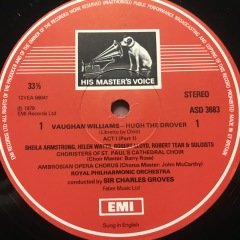 HIS MASTER'S VOICE
33⅓
STEREO
℗ 1979
EMI Records Ltd
ASD 3683
1
1
VAUGHAN WILLIAMS - HUGH THE DROVER
ACT I (Part 1)
SHEILA ARMSTRONG, HELEN WATTS, ROBERT LLOYD, ROBERT TEAR & SOLOISTS
CHORISTERS OF ST. PAUL'S CATHEDRAL CHOIR
(Choir Master: Barry Rose)
AMBROSIAN OPERA CHORUS (Chorus Master: John McCarthy)
ROYAL PHILHARMONIC ORCHESTRA
conducted by SIR CHARLES GROVES
EMI
Sung in English